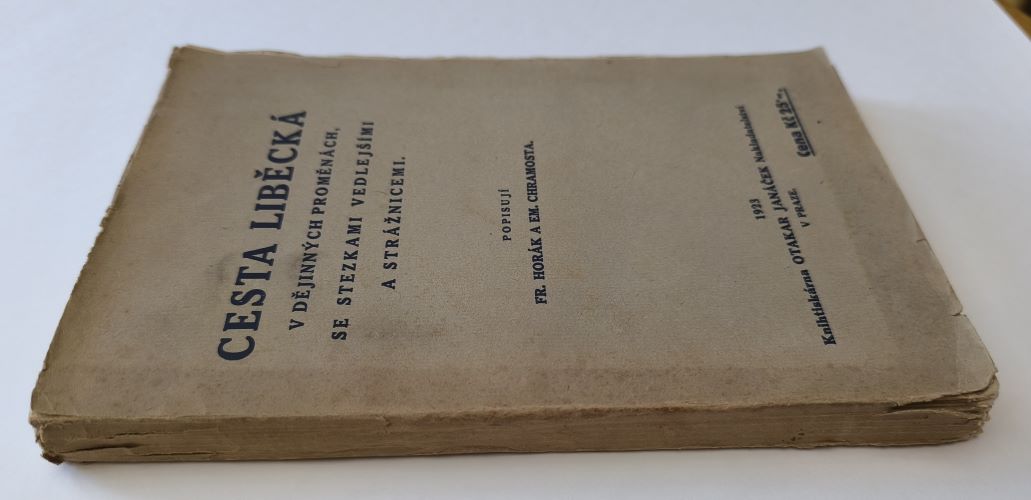 CESTA LIBĚCKÁ
V DĚJINNÝCH PROMĚNÁCH,
SE STEZKAMI VEDLEJŠÍMI
A STRÁŽNICEMI.
POPISUJÍ
FR. HORÁK A EM. CHRAMOSTA.
1923
Knihtiskárna OTAKAR JANÁČEK Nakladatelství
V PRAZE.
Cena Kč 25·-.